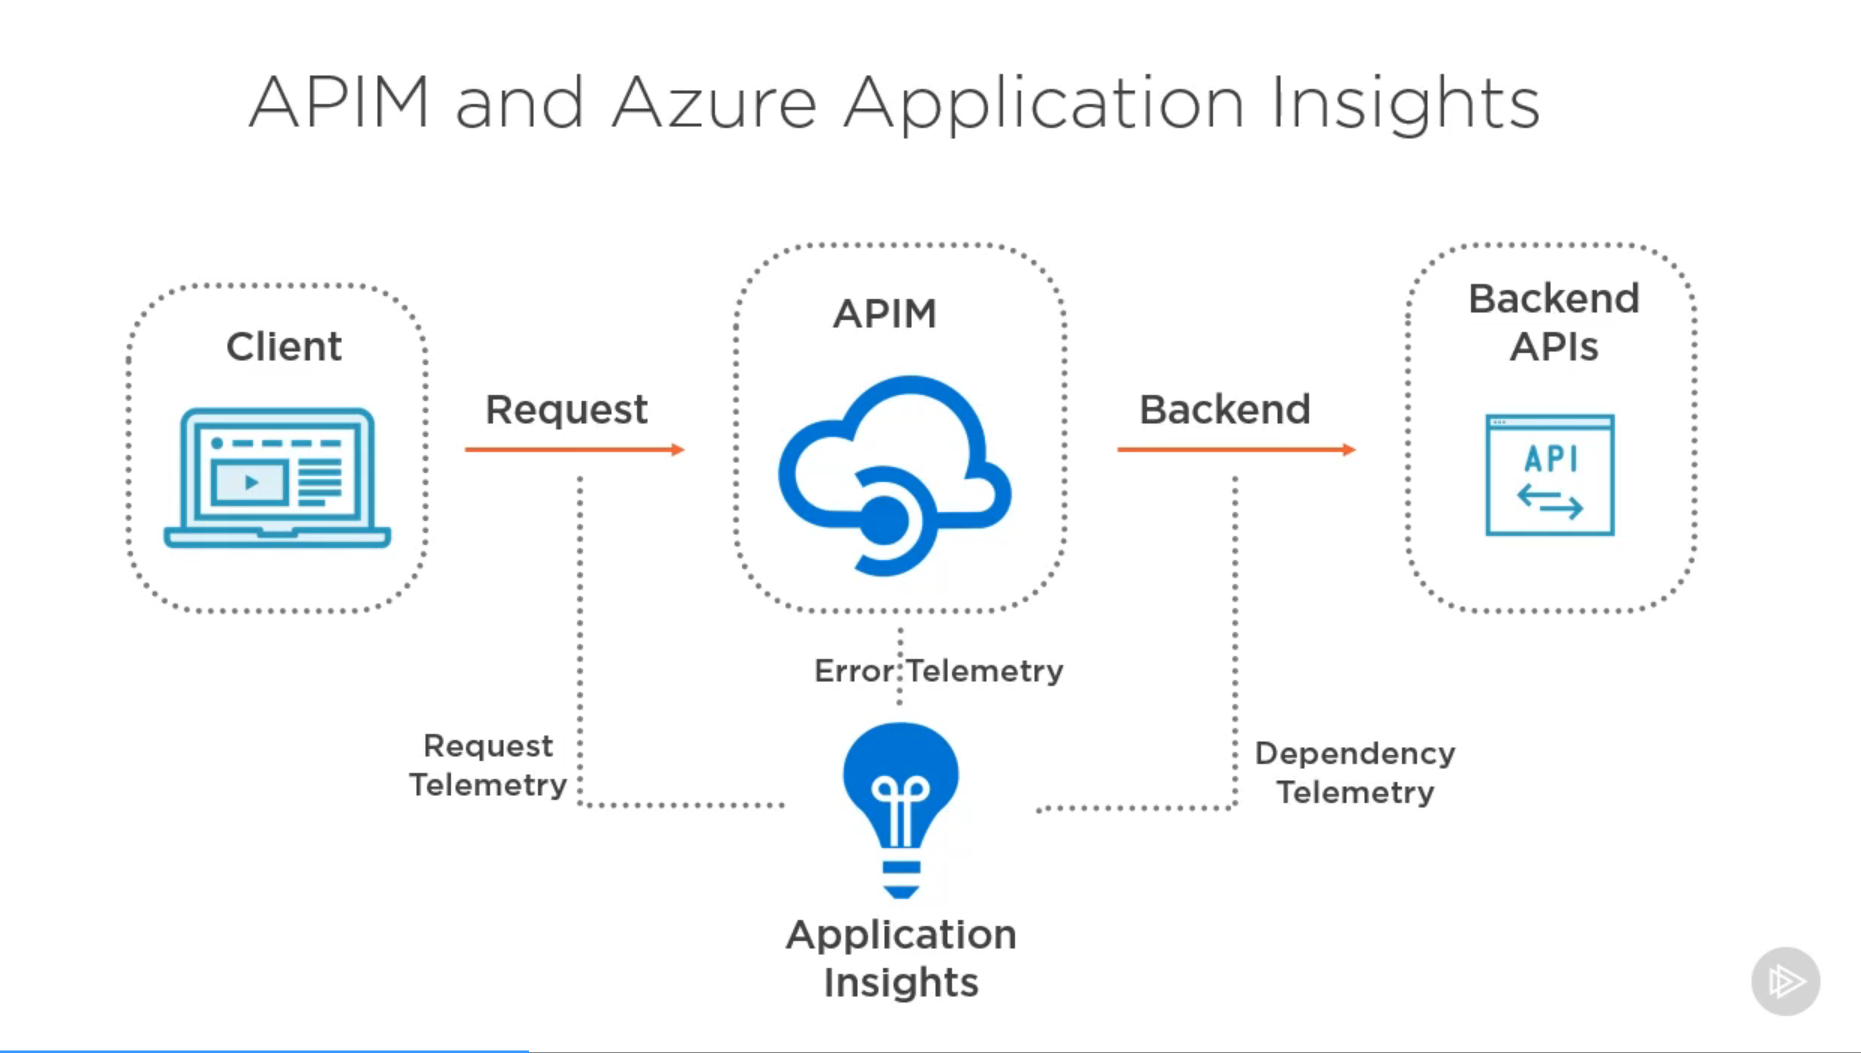 APIM and Azure Application Insights
Client
Request
APIM
Backend
Backend
APIs
API
Error Telemetry
Request
Telemetry
Dependency
Telemetry
Application
Insights